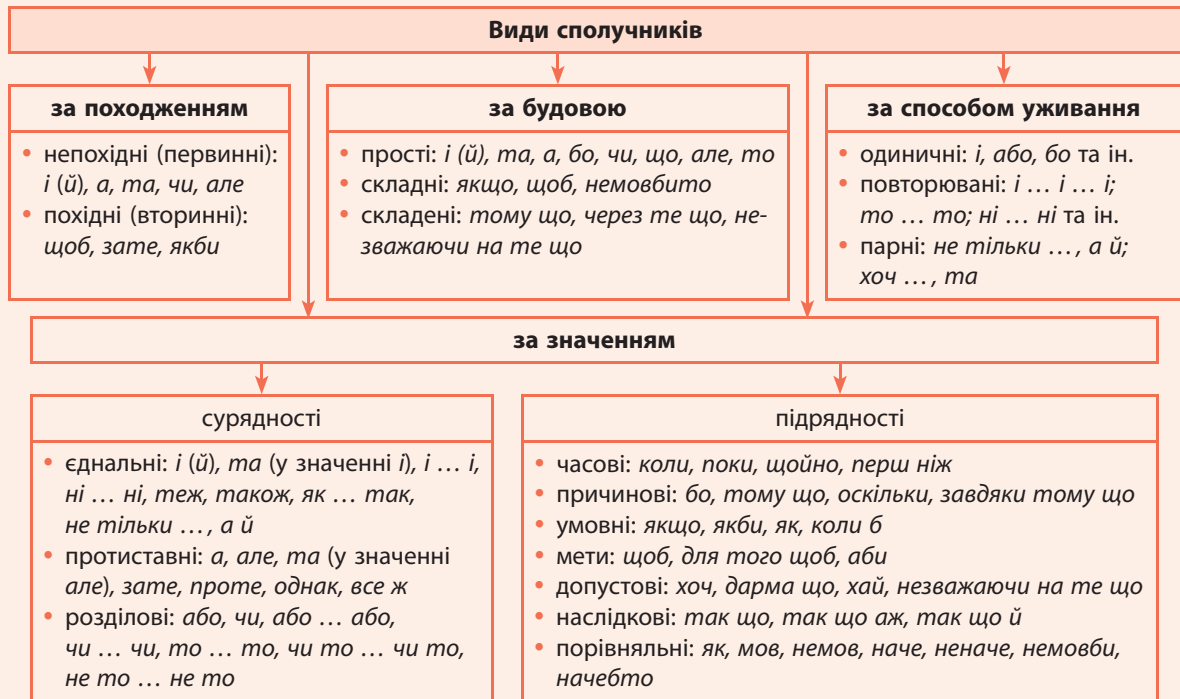 Види сполучників
за походженням
• непохідні (первинні):
і (й), а, та, чи, але
• похідні (вторинні):
щоб, зате, якби
за будовою
• прості: і (й), та, а, бо, чи, що, але, то
• складні: якщо, щоб, немовбито
• складені: тому що, через те що, не-
зважаючи на те що
за способом уживання
• одиничні: і, або, бо та ін.
• повторювані: і … і … і;
то … то; ні … ні та ін.
• парні: не тільки …, а й;
хоч …, та
за значенням
сурядності
• єднальні: і (й), та (у значенні і), і … і,
ні … ні, теж, також, як … так,
не тільки …, а й
• протиставні: а, але, та (у значенні
але), зате, проте, однак, все ж
• розділові: або, чи, або … або,
чи … чи, то … то, чи то … чи то,
не то … не то
підрядності
• часові: коли, поки, щойно, перш ніж
• причинові: бо, тому що, оскільки, завдяки тому що
• умовні: якщо, якби, як, коли б
• мети: щоб, для того щоб, аби
• допустові: хоч, дарма що, хай, незважаючи на те що
• наслідкові: так що, так що аж, так що й
• порівняльні: як, мов, немов, наче, неначе, немовби,
начебто